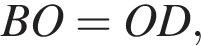 BO = OD,